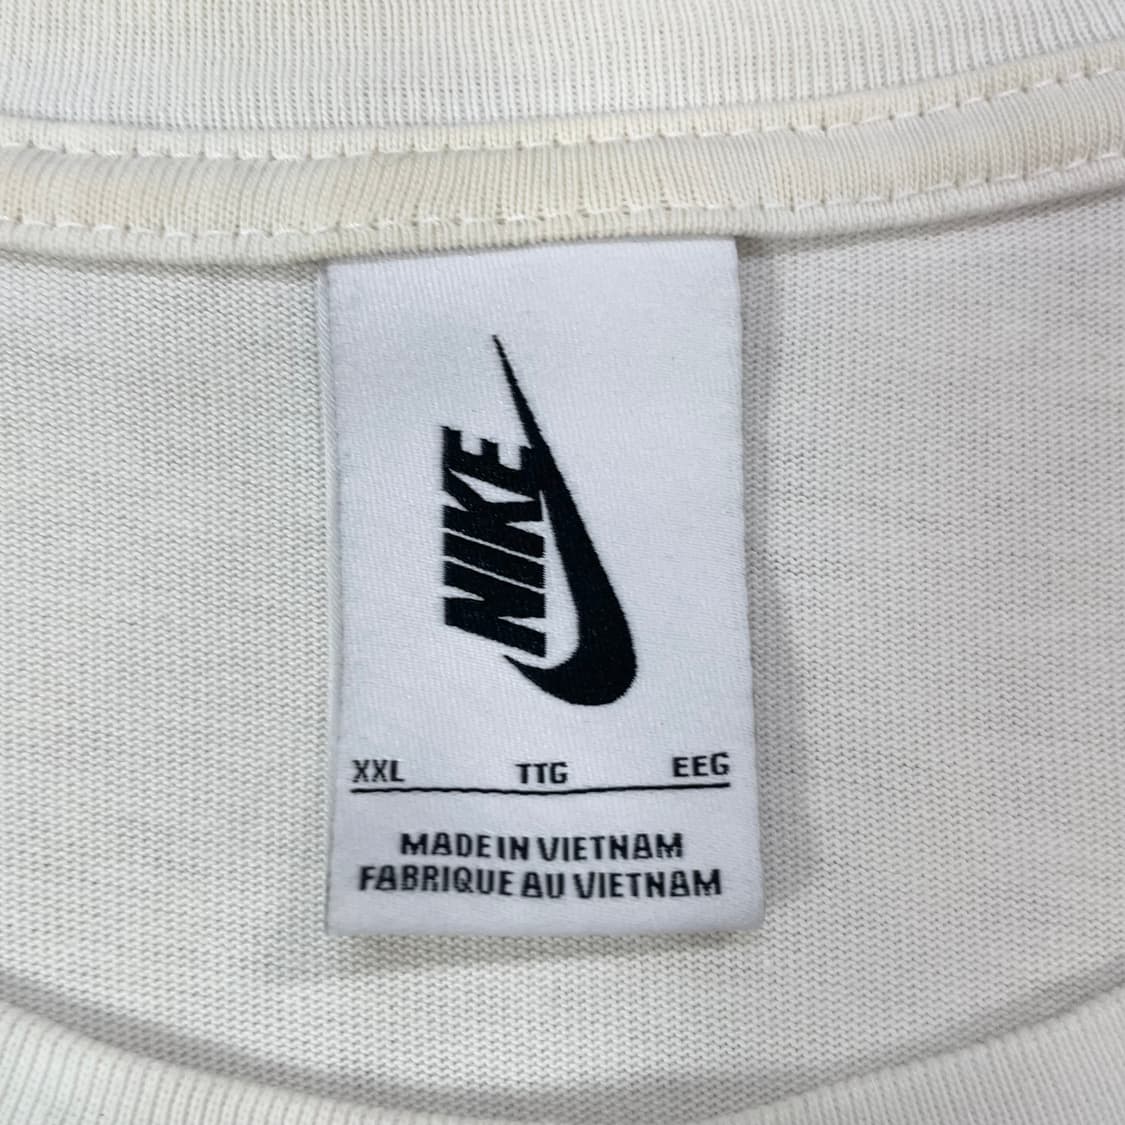 NIKE
XXL TTG EEG
MADE IN VIETNAM
FABRIQUE AU VIETNAM